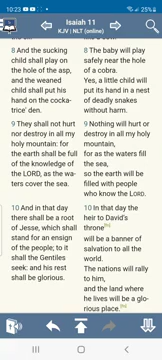 10:23
25%
Isaiah 11
KJV | NLT (online)
8 And the sucking
child shall play on
the hole of the asp,
and the weaned
child shall put his
hand on the cocka-
trice' den.
8 The baby will play
safely near the hole
of a cobra.
Yes, a little child will
put its hand in a nest
of deadly snakes
without harm.
9 They shall not hurt
nor destroy in all my
holy mountain: for
the earth shall be full
of the knowledge of
the LORD, as the wa-
ters cover the sea.
9 Nothing will hurt or
destroy in all my holy
mountain,
for as the waters fill
the sea,
so the earth will be
filled with people
who know the LORD.
10 And in that day
there shall be a root
of Jesse, which shall
stand for an ensign
of the people; to it
shall the Gentiles
seek: and his rest
shall be glorious.
10 In that day the
heir to David's
throne
will be a banner of
salvation to all the
world.
The nations will rally
to him,
and the land where
he lives will be a glo-
rious place.